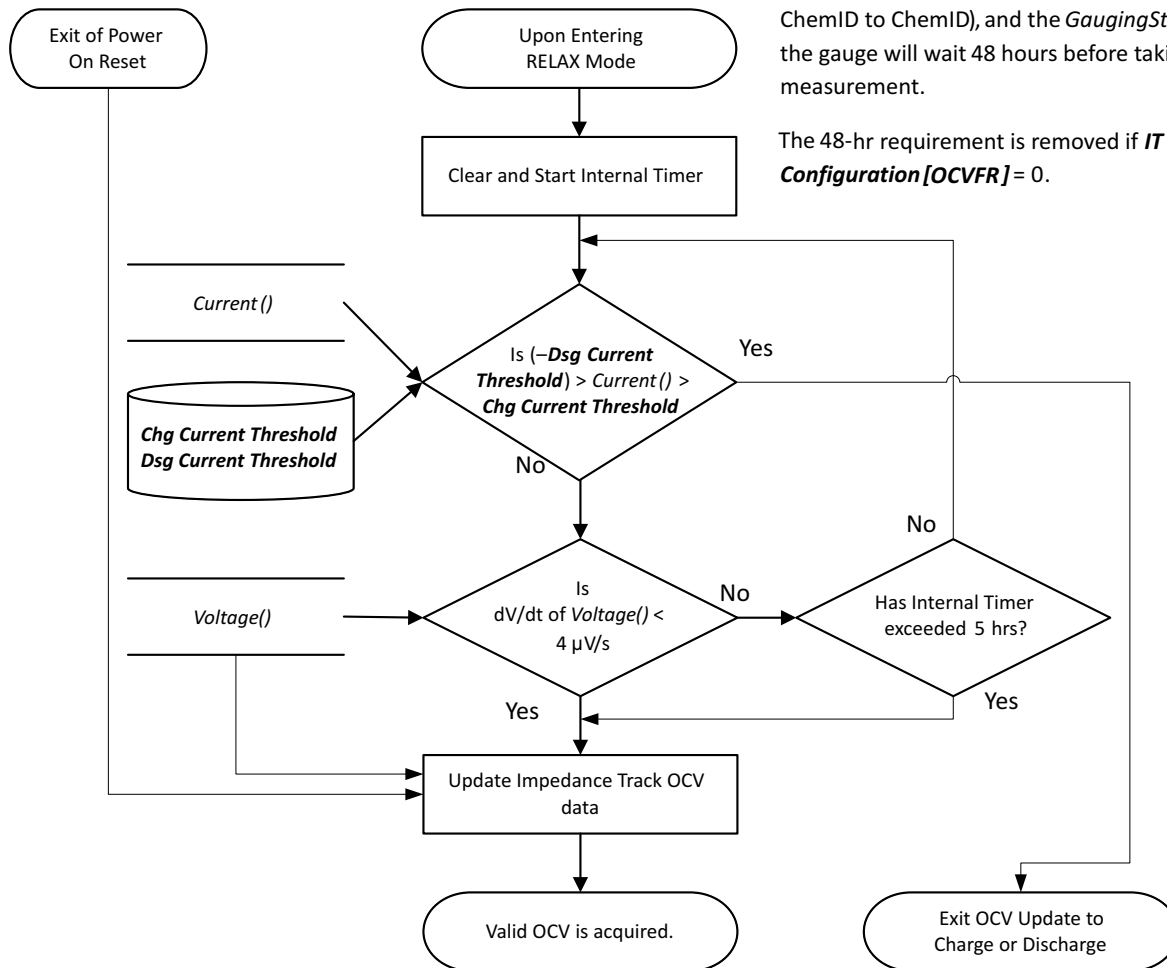 Exit of Power
On Reset
Upon Entering
RELAX Mode
ChemID to ChemID), and the GaugingSt
the gauge will wait 48 hours before taki
measurement.
The 48-hr requirement is removed if IT
Configuration [OCVFR] = 0.
Clear and Start Internal Timer
Current ()
Is (–Dsg Current
Threshold) > Current () >
Chg Current Threshold
Yes
Chg Current Threshold
Dsg Current Threshold
No
No
Voltage()
Is
dV/dt of Voltage() <
4 µV/s
No
Has Internal Timer
exceeded 5 hrs?
Yes
Yes
Update Impedance Track OCV
data
Valid OCV is acquired.
Exit OCV Update to
Charge or Discharge